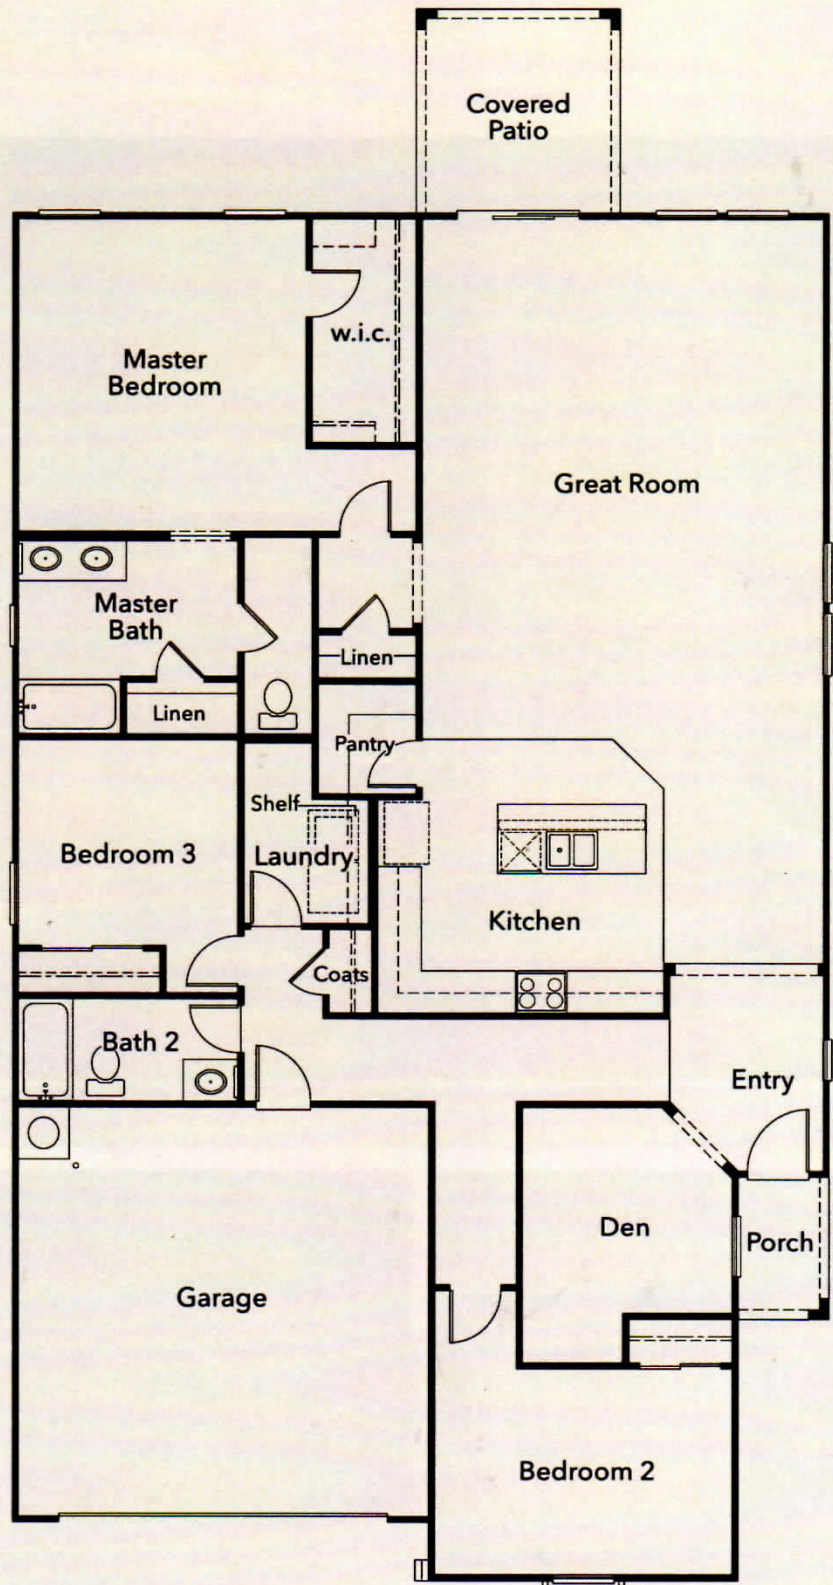 Covered
Patio
w.i.c.
Master
Bedroom
Great Room
Master
Bath
Linen
Linen
Pantry
Shelf
Bedroom 3
Laundry
Kitchen
Coats
Bath 2
Entry
Den
Porch
Garage
Bedroom 2